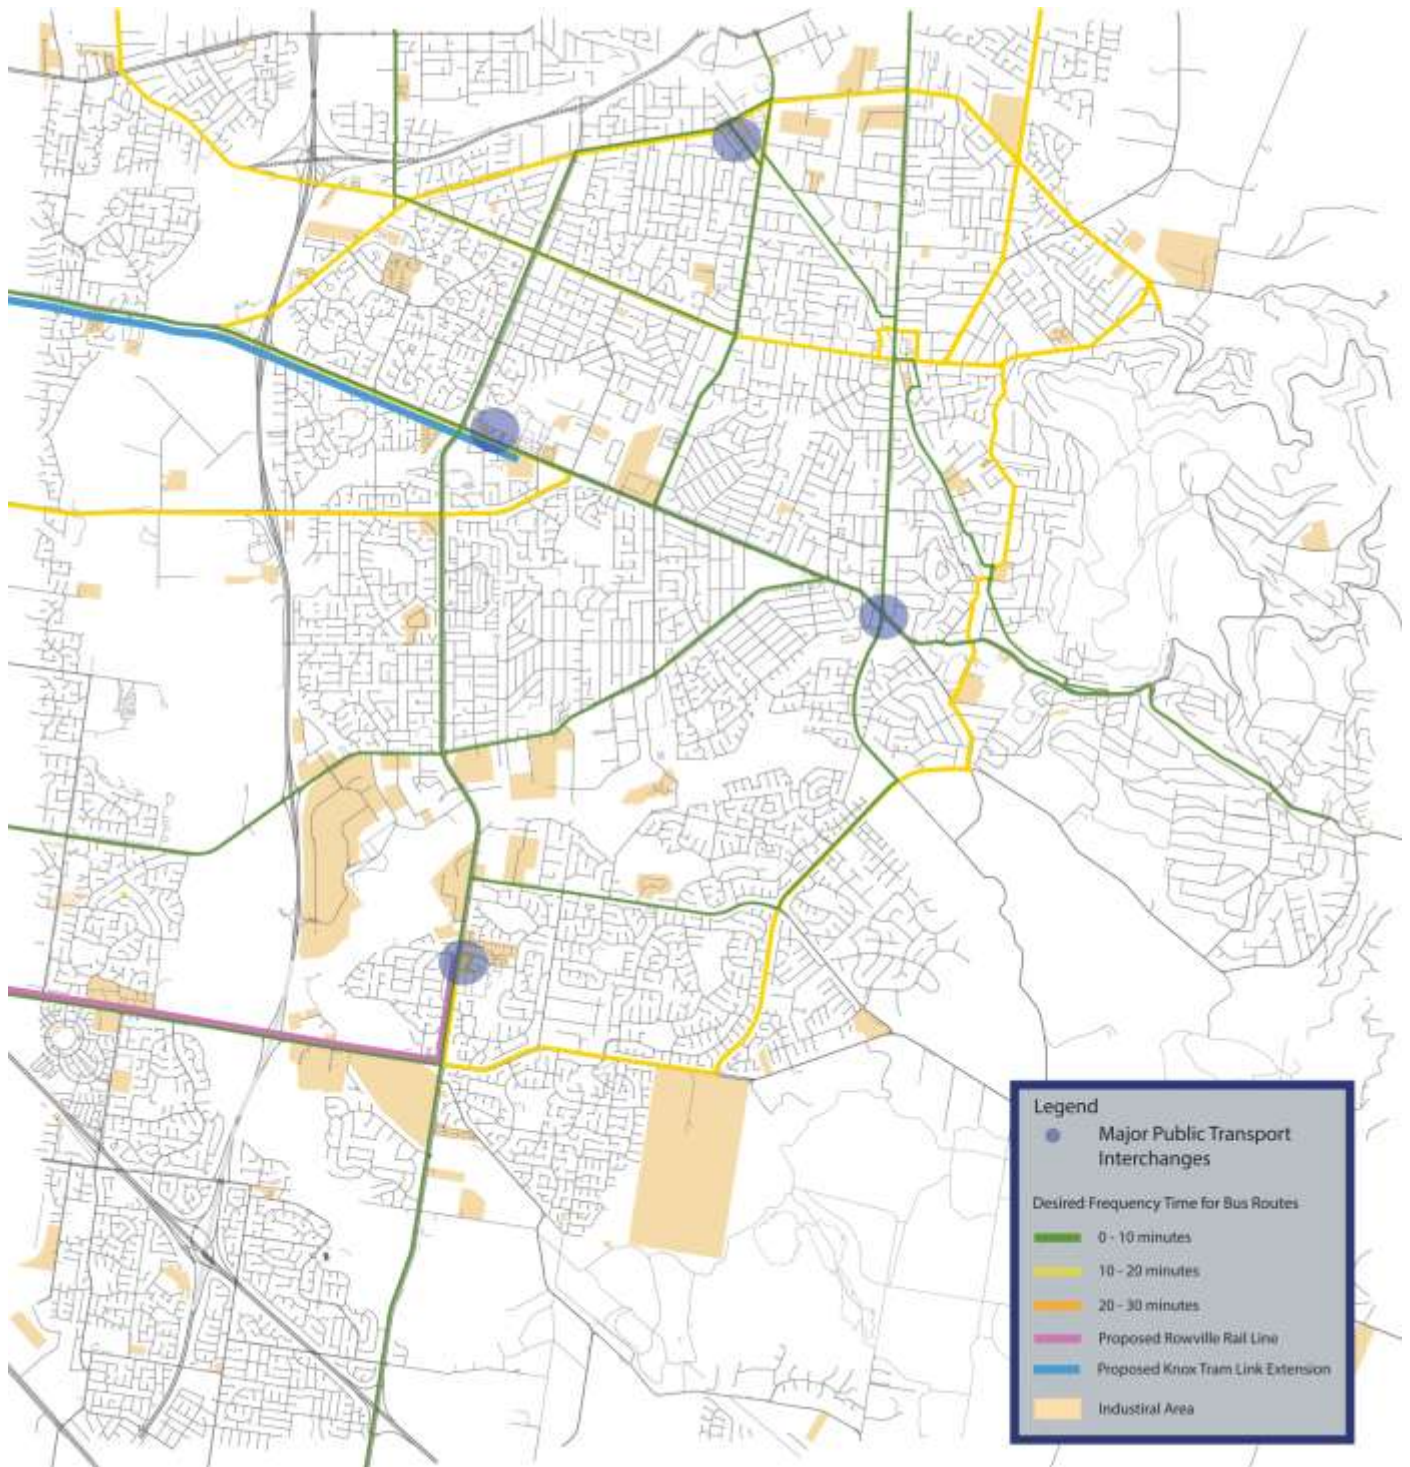 Legend
Major Public Transport
Interchanges
Desired Frequency Time for Bus Routes
0 - 10 minutes
10 - 20 minutes
20 - 30 minutes
Proposed Rowville Rail Line
Proposed Knox Tram Link Extension
Industiral Area